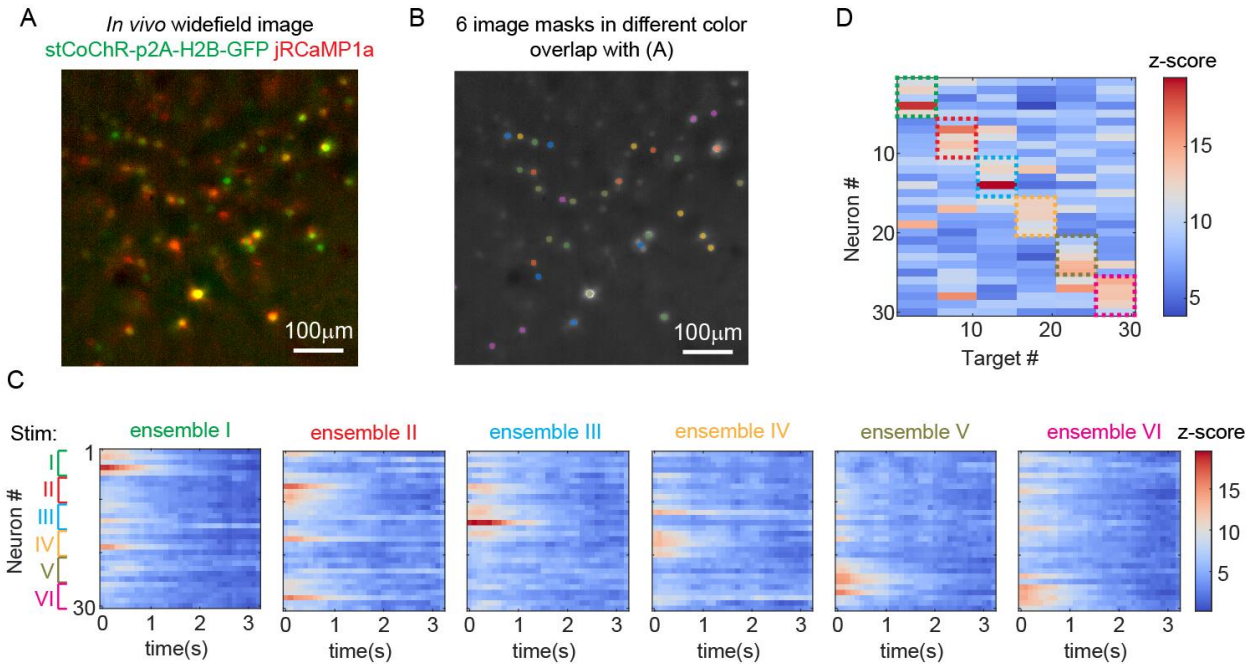 A
In vivo widefield image
stCoChR-p2A-H2B-GFP jRCaMP1a
100μm
B
6 image masks in different color
overlap with (A)
100μm
D
z-score
15
10
5
Neuron #
10
20
30
10
20
30
Target #
C
Stim:
ensemble I
ensemble II
ensemble III
ensemble IV
ensemble V
ensemble VI
z-score
Neuron #
1
I
II
III
IV
V
VI
30
0 1 2 3
time(s)
0 1 2 3
time(s)
0 1 2 3
time(s)
0 1 2 3
time(s)
0 1 2 3
time(s)
0 1 2 3
time(s)
15
10
5